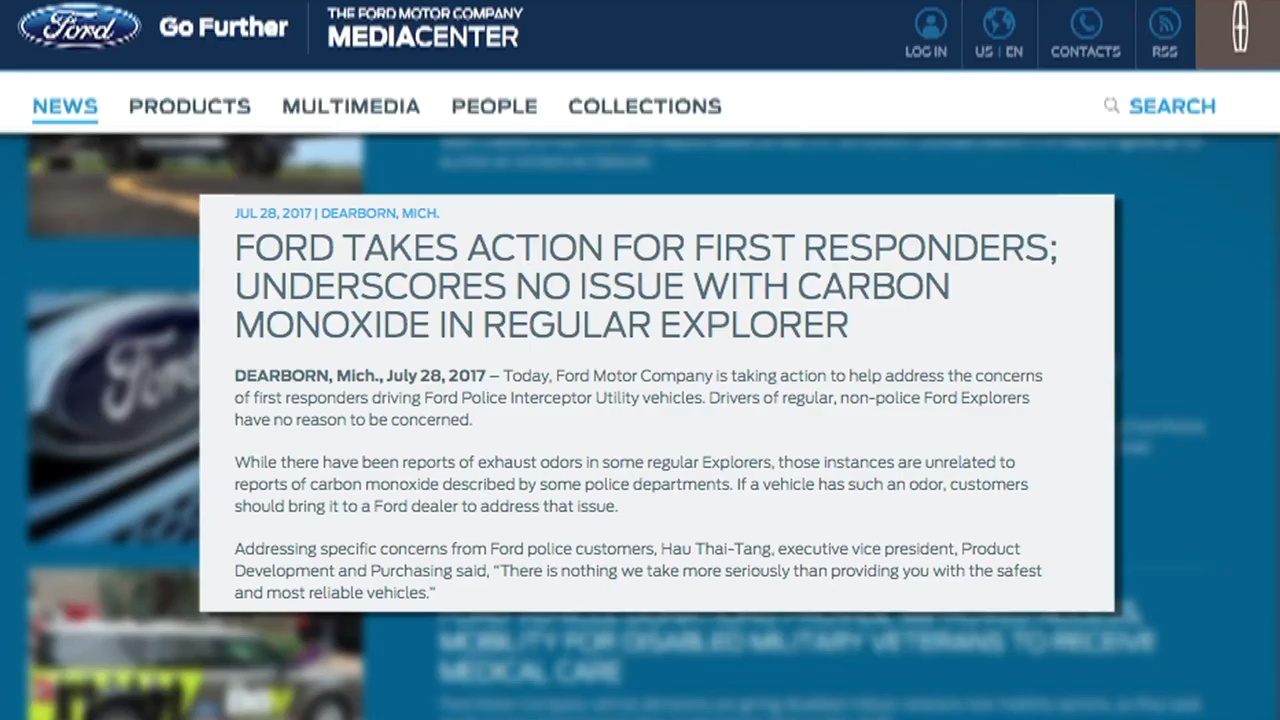 Ford
Go Further
THE FORD MOTOR COMPANY
MEDIACENTER
LOG IN
US | EN
CONTACTS
RSS
NEWS
PRODUCTS
MULTIMEDIA
PEOPLE
COLLECTIONS
SEARCH
JUL 28, 2017 | DEARBORN, MICH.
FORD TAKES ACTION FOR FIRST RESPONDERS;
UNDERSCORES NO ISSUE WITH CARBON
MONOXIDE IN REGULAR EXPLORER
DEARBORN, Mich., July 28, 2017 – Today, Ford Motor Company is taking action to help address the concerns
of first responders driving Ford Police Interceptor Utility vehicles. Drivers of regular, non-police Ford Explorers
have no reason to be concerned.
While there have been reports of exhaust odors in some regular Explorers, those instances are unrelated to
reports of carbon monoxide described by some police departments. If a vehicle has such an odor, customers
should bring it to a Ford dealer to address that issue.
Addressing specific concerns from Ford police customers, Hau Thai-Tang, executive vice president, Product
Development and Purchasing said, “There is nothing we take more seriously than providing you with the safest
and most reliable vehicles.”
Ford
MOBILITY FOR DISABLED MILITARY VETERANS TO RECEIVE
MEDICAL CARE